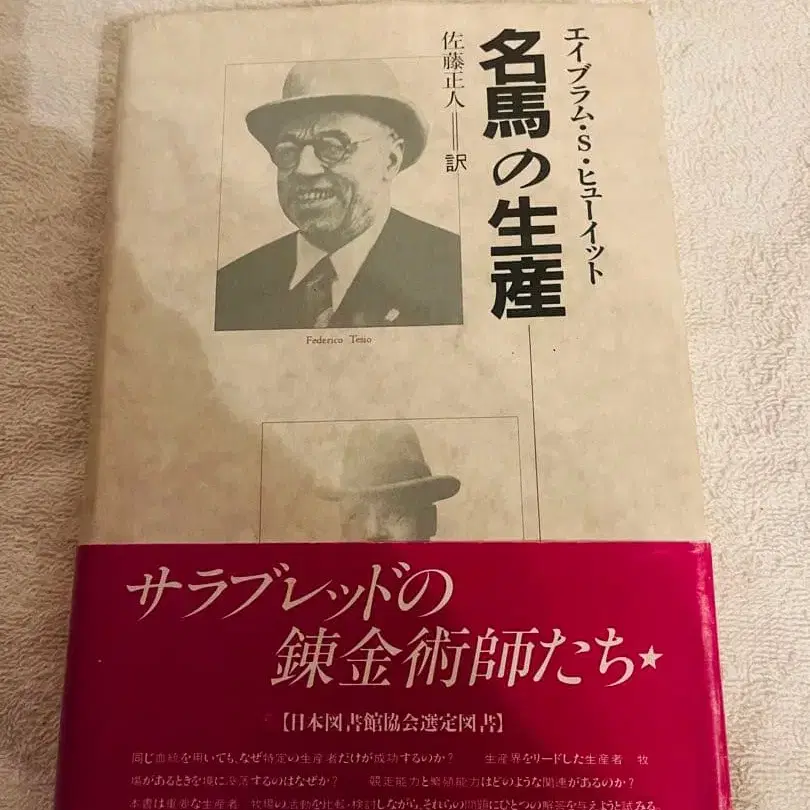 エイブラム・S・ヒューイット
名馬の生産
佐藤正人＝訳
Federico Tesio
サラブレッドの
錬金術師たち★
【日本図書館協会選定図書】
同じ血統を用いても、なぜ特定の生産者だけが成功するのか？　生産界をリードした生産者　牧
場があるときを境に没落するのはなぜか？　競走能力と繁殖能力はどのような関連があるのか？
本書は重要な生産者　牧場の活動を比較・検討しながら、それらの問題にひとつの解答を与えようと試みる